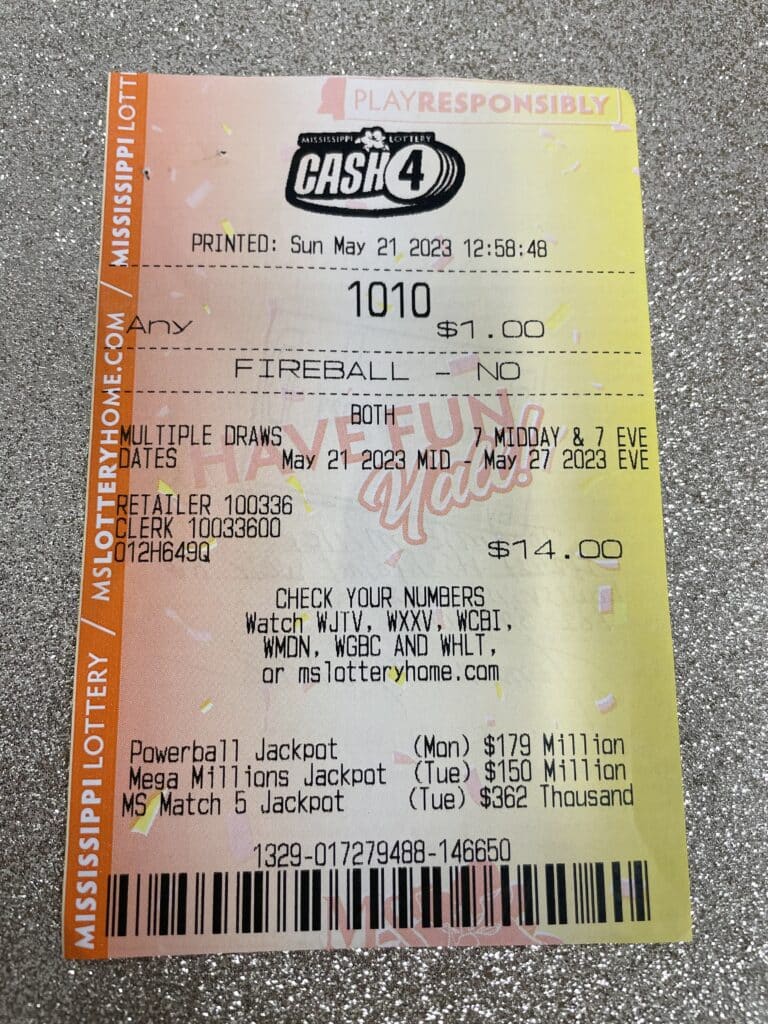 PLAYRESPONSIBLY
MISSISSIPPI LOTTERY
CASH 4
PRINTED: Sun May 21 2023 12:58:48
1010
Any $1.00
FIREBALL - NO
BOTH
MULTIPLE DRAWS 7 MIDDAY & 7 EVE
DATES May 21 2023 MID - May 27 2023 EVE
HAVE FUN
Yall!
RETAILER 100336
CLERK 10033600
012H649Q
$14.00
CHECK YOUR NUMBERS
Watch WJTV, WXXV, WCBI,
WMDN, WGBC AND WHLT,
or mslotteryhome.com
Powerball Jackpot (Mon) $179 Million
Mega Millions Jackpot (Tue) $150 Million
MS Match 5 Jackpot (Tue) $362 Thousand
1329-017279488-146650
MISSISSIPPI LOTTERY / MSLOTTERYHOME.COM / MISSISSIPPI LOTT